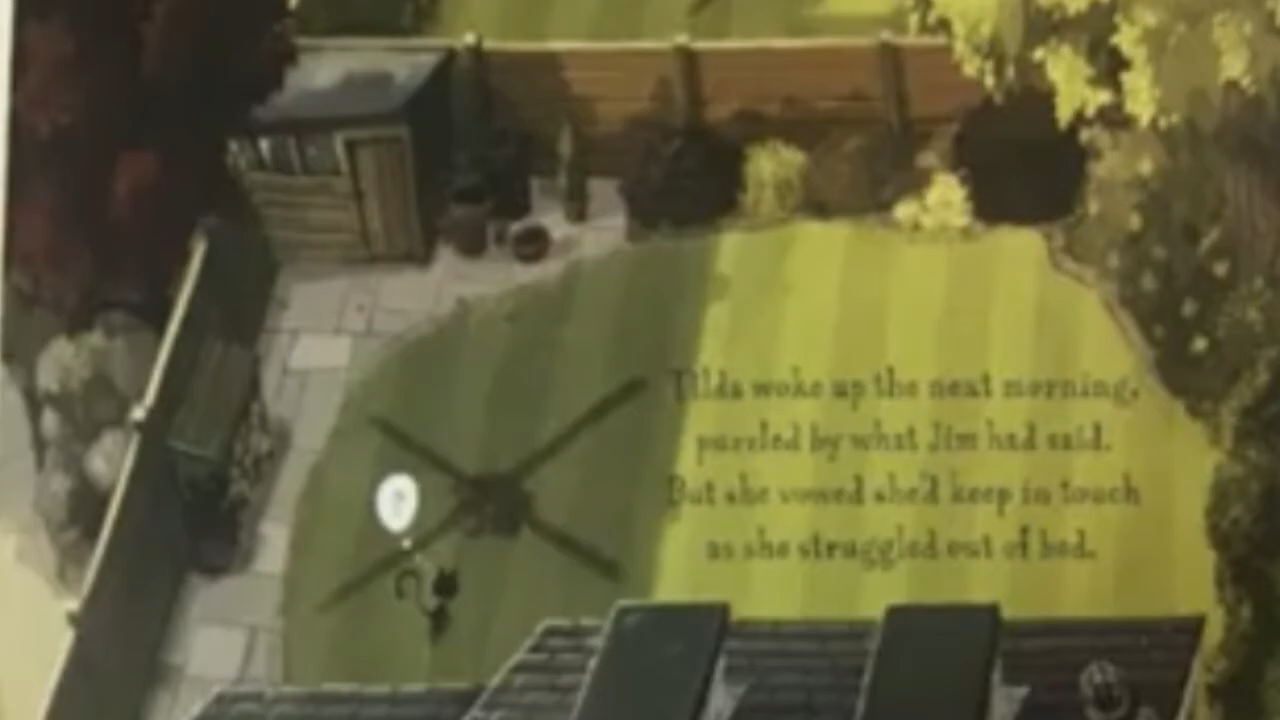 Tilda woke up the next morning,
puzzled by what Jim had said.
But she vowed she'd keep in touch
as she struggled out of bed.